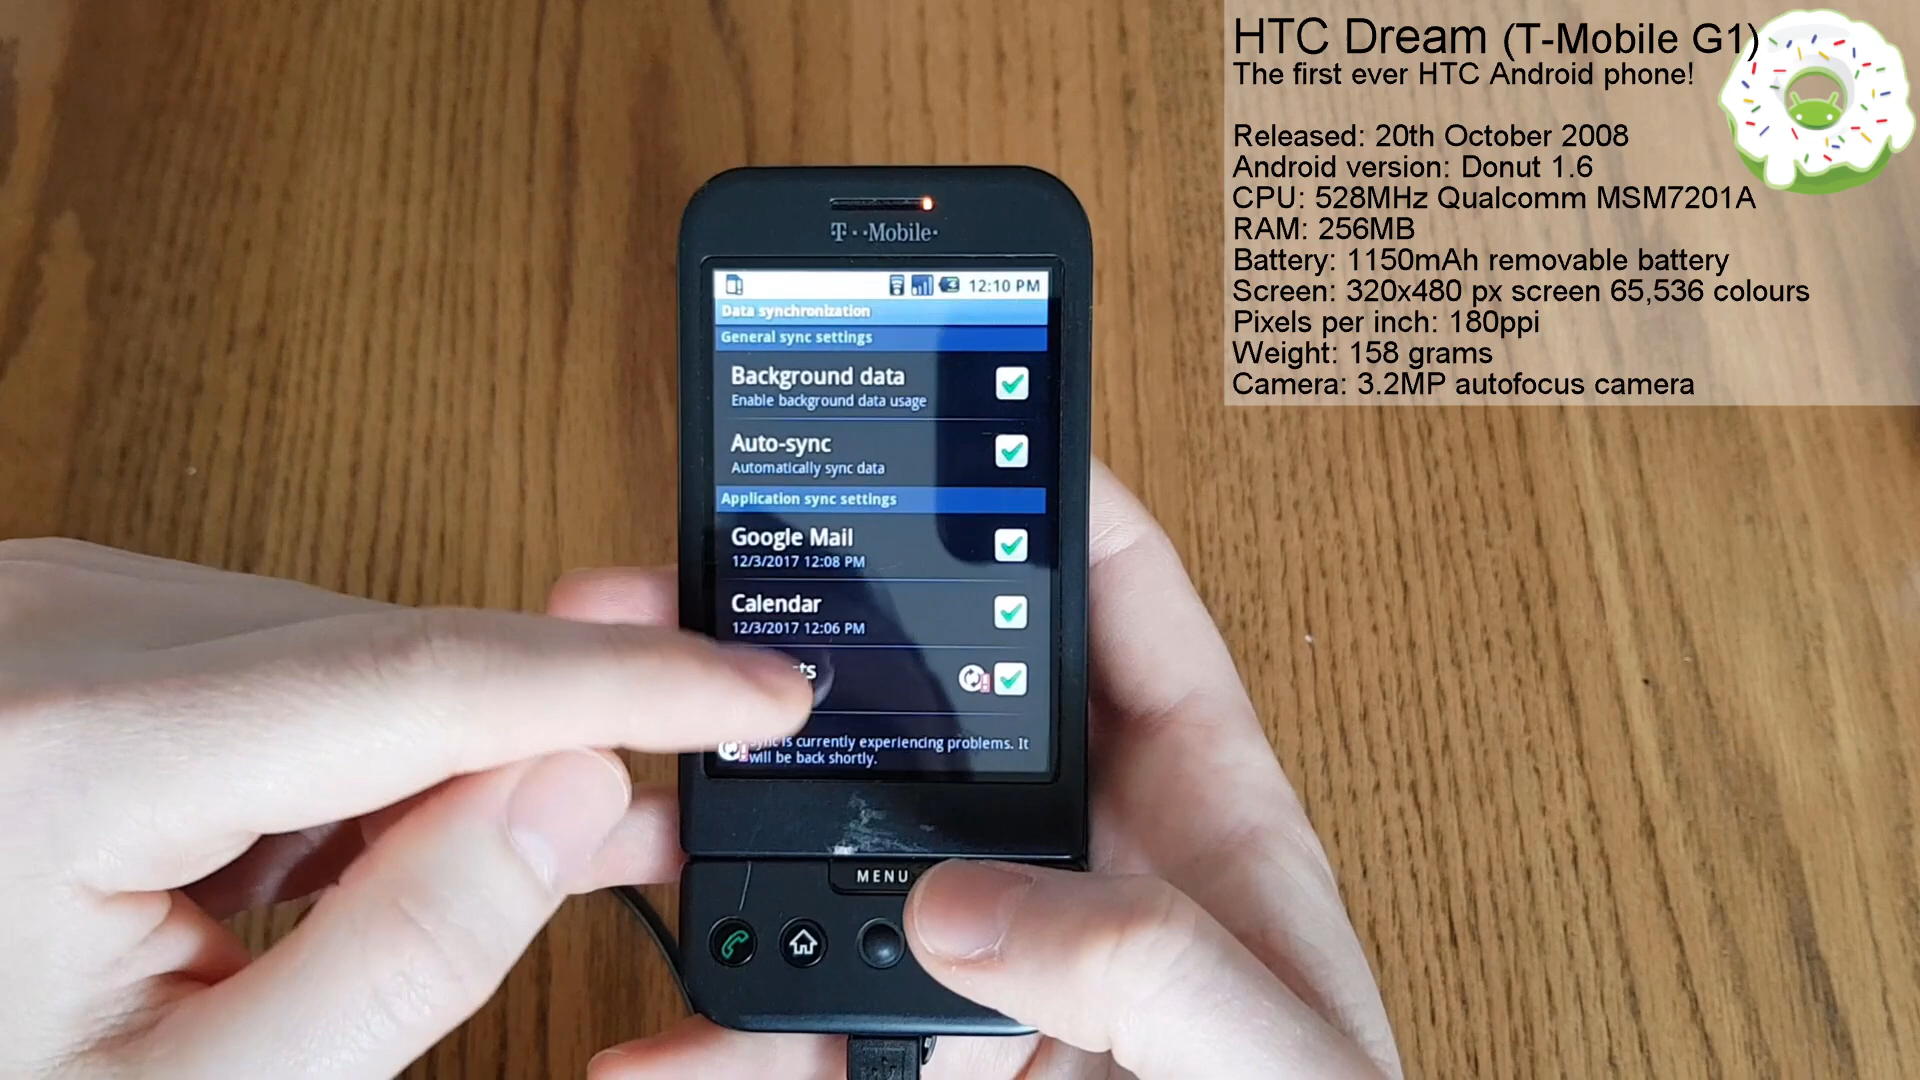 HTC Dream (T-Mobile G1)
The first ever HTC Android phone!
Released: 20th October 2008
Android version: Donut 1.6
CPU: 528MHz Qualcomm MSM7201A
RAM: 256MB
Battery: 1150mAh removable battery
Screen: 320x480 px screen 65,536 colours
Pixels per inch: 180ppi
Weight: 158 grams
Camera: 3.2MP autofocus camera
T··Mobile·
12:10 PM
Data synchronization
General sync settings
Background data
Enable background data usage
Auto-sync
Automatically sync data
Application sync settings
Google Mail
12/3/2017 12:08 PM
Calendar
12/3/2017 12:06 PM
is currently experiencing problems. It
will be back shortly.
MENU